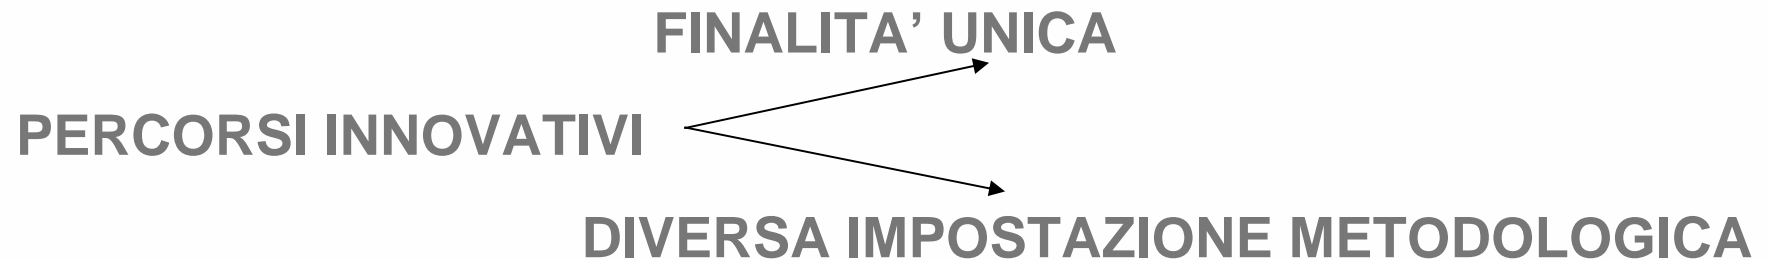 FINALITA’ UNICA
PERCORSI INNOVATIVI
DIVERSA IMPOSTAZIONE METODOLOGICA